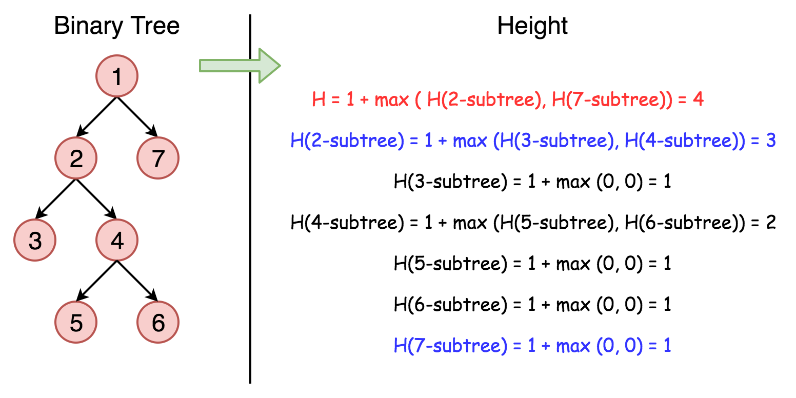 Binary Tree
1
2
7
3
4
5
6
Height
H = 1 + max ( H(2-subtree), H(7-subtree)) = 4
H(2-subtree) = 1 + max (H(3-subtree), H(4-subtree)) = 3
H(3-subtree) = 1 + max (0, 0) = 1
H(4-subtree) = 1 + max (H(5-subtree), H(6-subtree)) = 2
H(5-subtree) = 1 + max (0, 0) = 1
H(6-subtree) = 1 + max (0, 0) = 1
H(7-subtree) = 1 + max (0, 0) = 1